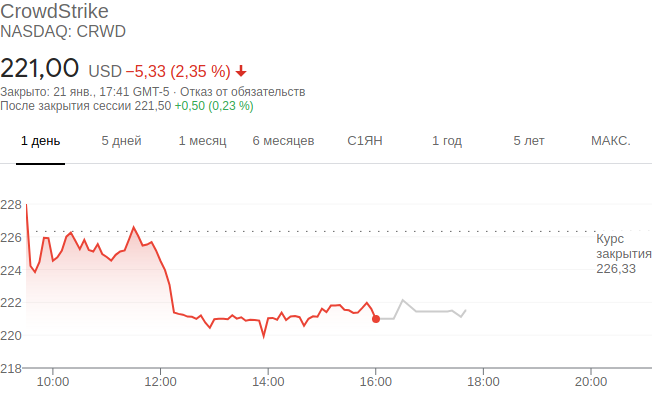 CrowdStrike
NASDAQ: CRWD
221,00 USD −5,33 (2,35 %)
Закрыто: 21 янв., 17:41 GMT-5 · Отказ от обязательств
После закрытия сессии 221,50 +0,50 (0,23 %)
1 день 5 дней 1 месяц 6 месяцев С1ЯН 1 год 5 лет МАКС.
228
226
224
222
220
218
Курс
закрытия
226,33
10:00 12:00 14:00 16:00 18:00 20:00